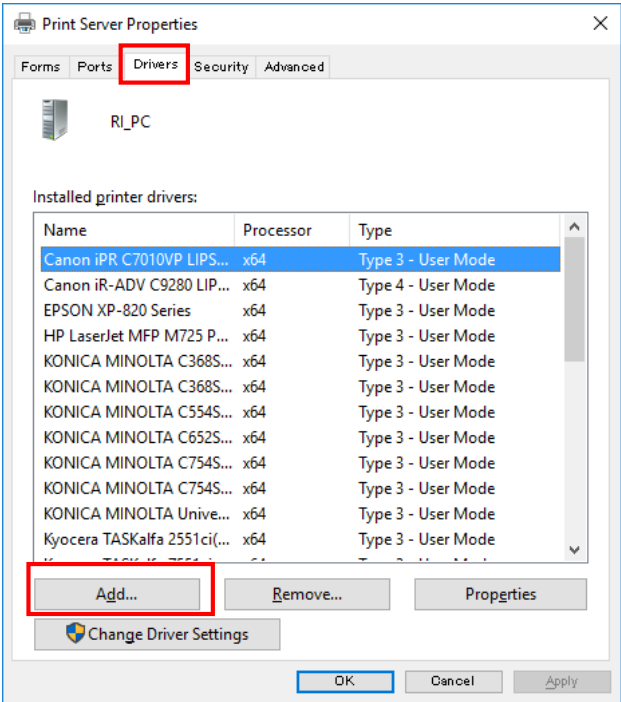 Print Server Properties
Forms Ports Drivers Security Advanced
RI_PC
Installed printer drivers:
Name Processor Type
Canon iPR C7010VP LIPS... x64 Type 3 - User Mode
Canon iR-ADV C9280 LIP... x64 Type 4 - User Mode
EPSON XP-820 Series x64 Type 3 - User Mode
HP LaserJet MFP M725 P... x64 Type 3 - User Mode
KONICA MINOLTA C368S... x64 Type 3 - User Mode
KONICA MINOLTA C368S... x64 Type 3 - User Mode
KONICA MINOLTA C554S... x64 Type 3 - User Mode
KONICA MINOLTA C652S... x64 Type 3 - User Mode
KONICA MINOLTA C754S... x64 Type 3 - User Mode
KONICA MINOLTA C754S... x64 Type 3 - User Mode
KONICA MINOLTA Unive... x64 Type 3 - User Mode
Kyocera TASKalfa 2551ci(... x64 Type 3 - User Mode
Add... Remove... Properties
Change Driver Settings
OK Cancel Apply